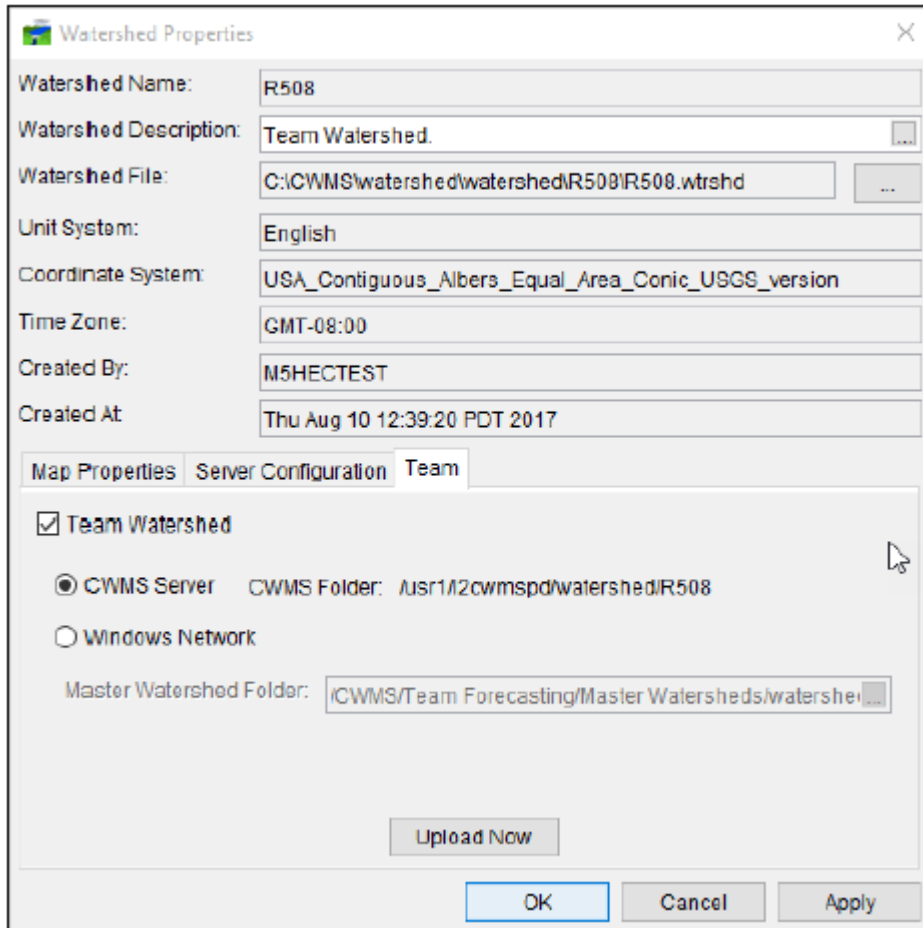 Watershed Properties
Watershed Name: R508
Watershed Description: Team Watershed. ...
Watershed File: C:\CWMS\watershed\watershed\R508\R508.wtrshd ...
Unit System: English
Coordinate System: USA_Contiguous_Albers_Equal_Area_Conic_USGS_version
Time Zone: GMT-08:00
Created By: M5HECTEST
Created At: Thu Aug 10 12:39:20 PDT 2017
Map Properties Server Configuration Team
Team Watershed
CWMS Server CWMS Folder: /usr1/l2cwmspd/watershed/R508
Windows Network
Master Watershed Folder: /CWMS/Team Forecasting/Master Watersheds/watershe ...
Upload Now
OK Cancel Apply